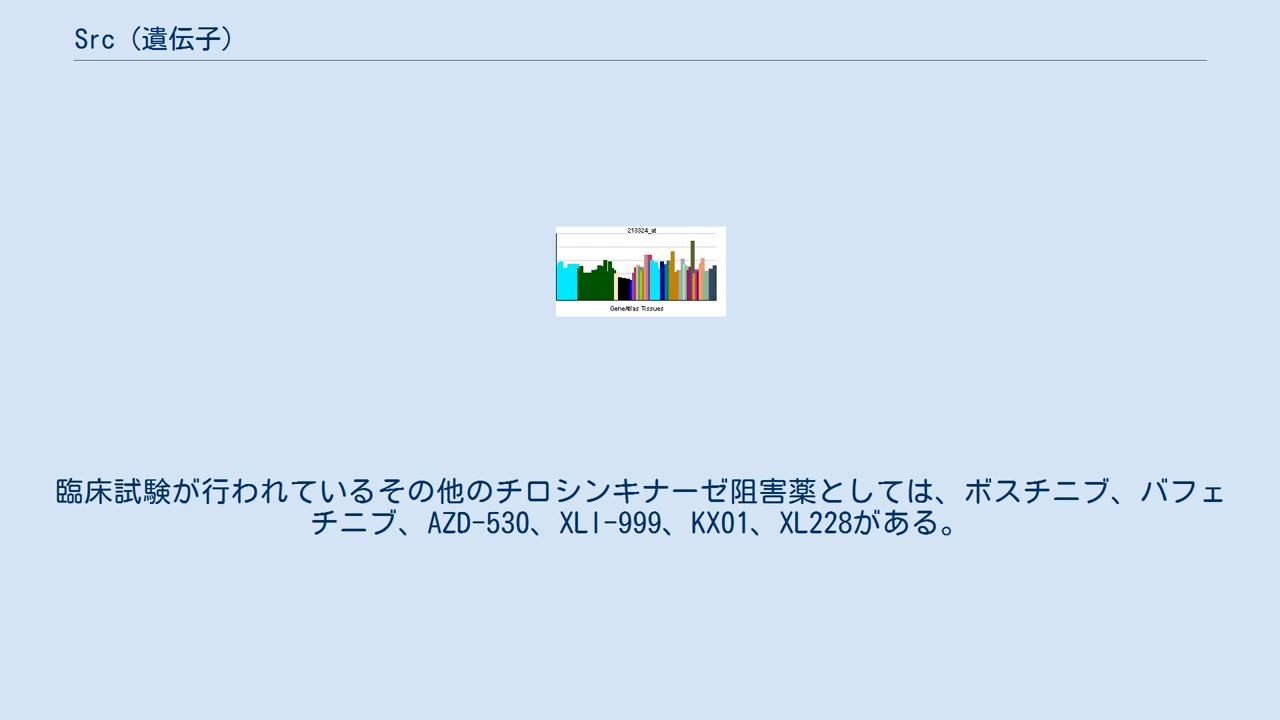 Src（遺伝子）
213324_at
GeneAtlas Tissues
臨床試験が行われているその他のチロシンキナーゼ阻害薬としては、ボスチニブ、バフェ
チニブ、AZD-530、XLI-999、KX01、XL228がある。